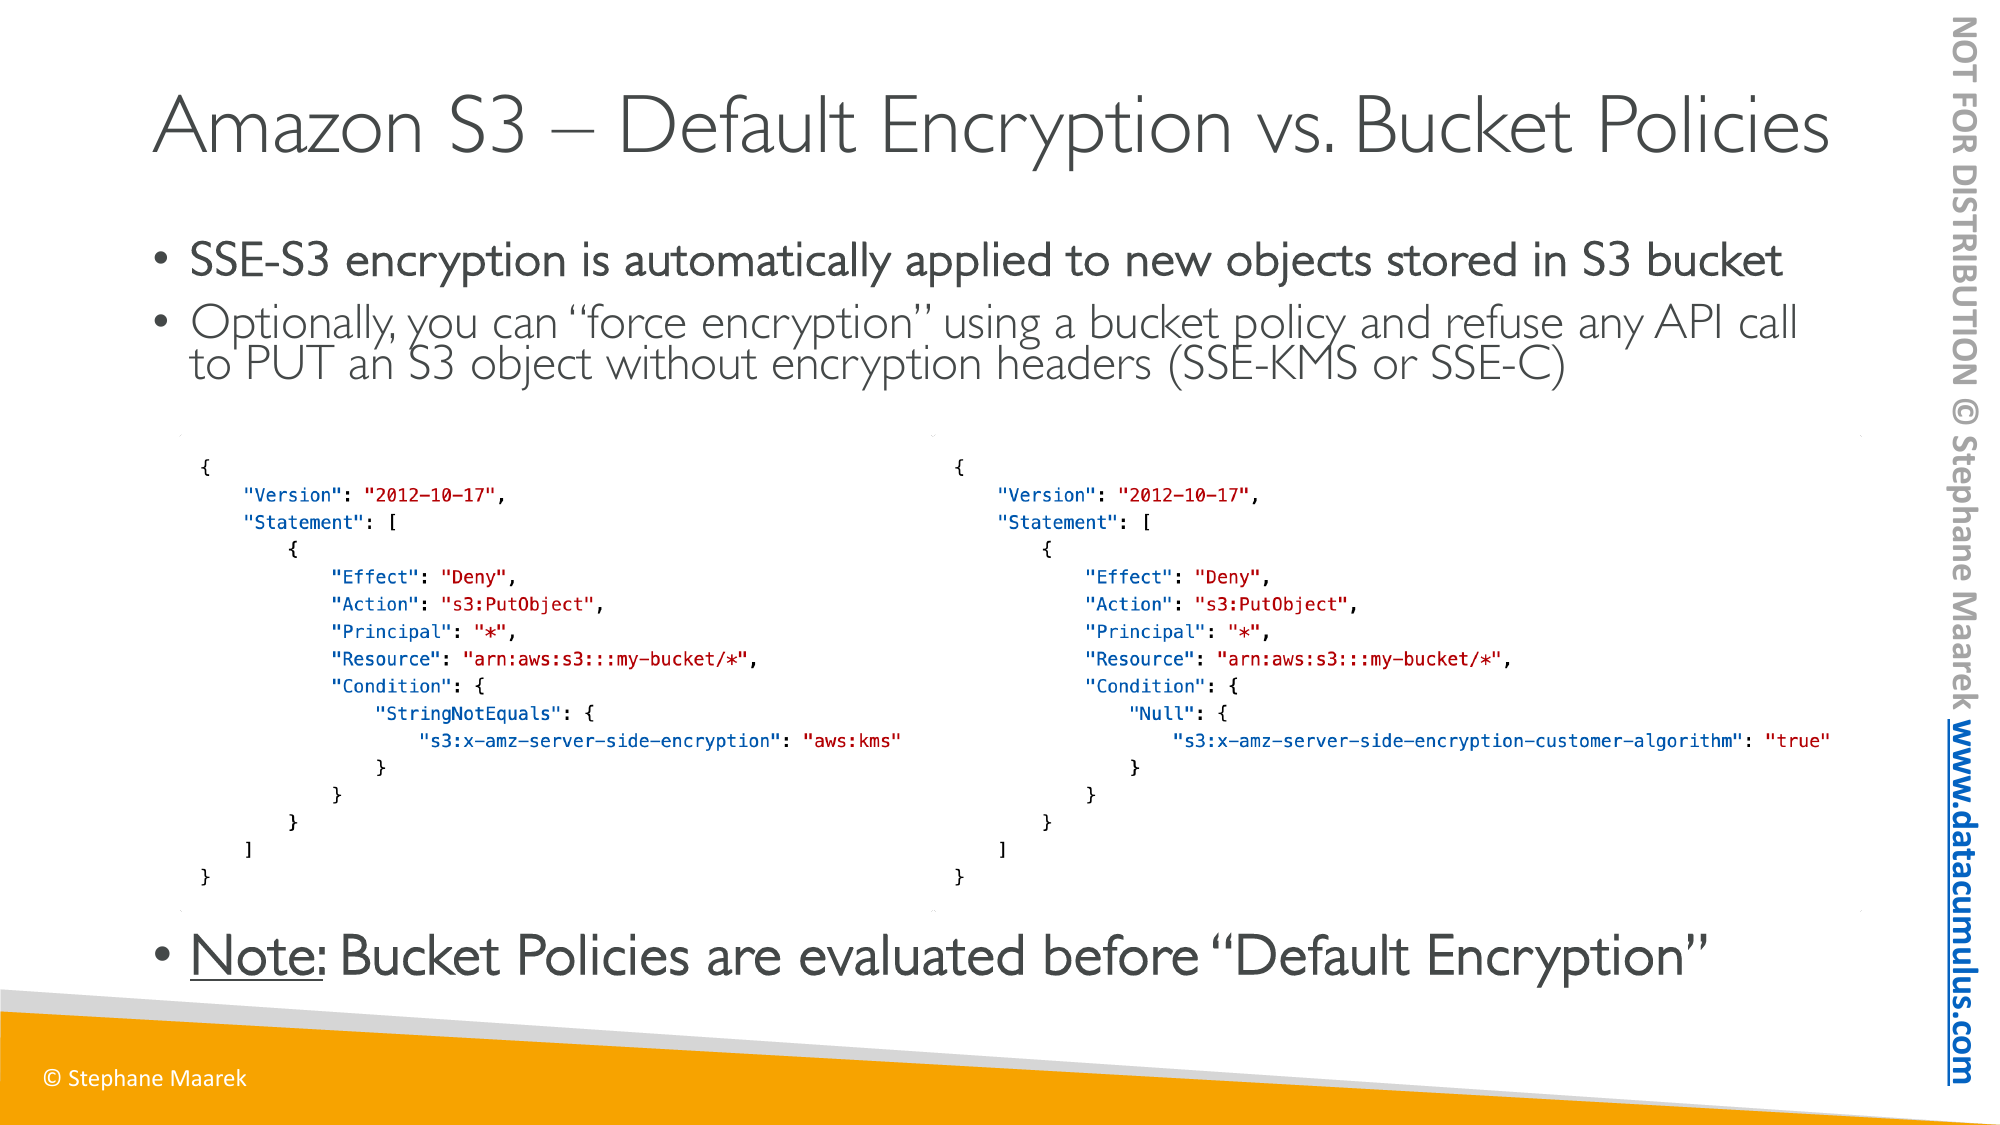 Amazon S3 – Default Encryption vs. Bucket Policies
• SSE-S3 encryption is automatically applied to new objects stored in S3 bucket
• Optionally, you can “force encryption” using a bucket policy and refuse any API call
to PUT an S3 object without encryption headers (SSE-KMS or SSE-C)
{
    "Version": "2012-10-17",
    "Statement": [
        {
            "Effect": "Deny",
            "Action": "s3:PutObject",
            "Principal": "*",
            "Resource": "arn:aws:s3:::my-bucket/*",
            "Condition": {
                "StringNotEquals": {
                    "s3:x-amz-server-side-encryption": "aws:kms"
                }
            }
        }
    ]
}
{
    "Version": "2012-10-17",
    "Statement": [
        {
            "Effect": "Deny",
            "Action": "s3:PutObject",
            "Principal": "*",
            "Resource": "arn:aws:s3:::my-bucket/*",
            "Condition": {
                "Null": {
                    "s3:x-amz-server-side-encryption-customer-algorithm": "true"
                }
            }
        }
    ]
}
• Note: Bucket Policies are evaluated before “Default Encryption”
© Stephane Maarek
NOT FOR DISTRIBUTION © Stephane Maarek www.datacumulus.com